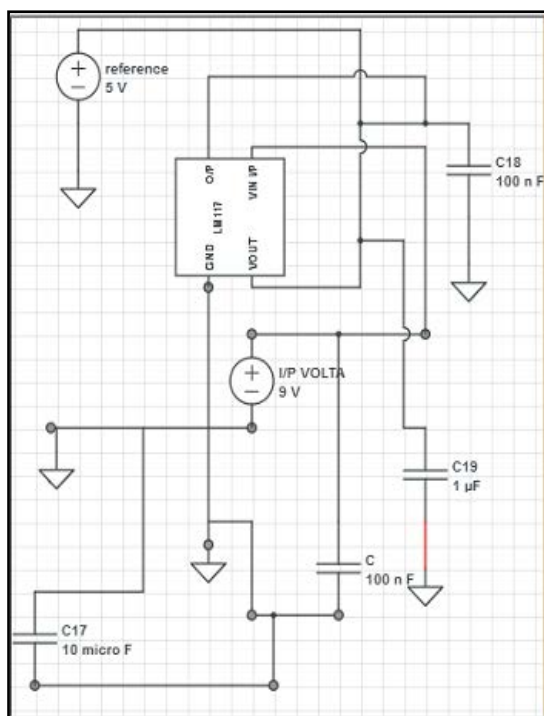 reference
5 V
O/P
VIN I/P
LM117
GND
VOUT
C18
100 n F
I/P VOLTA
9 V
C19
1 µF
C
100 n F
C17
10 micro F